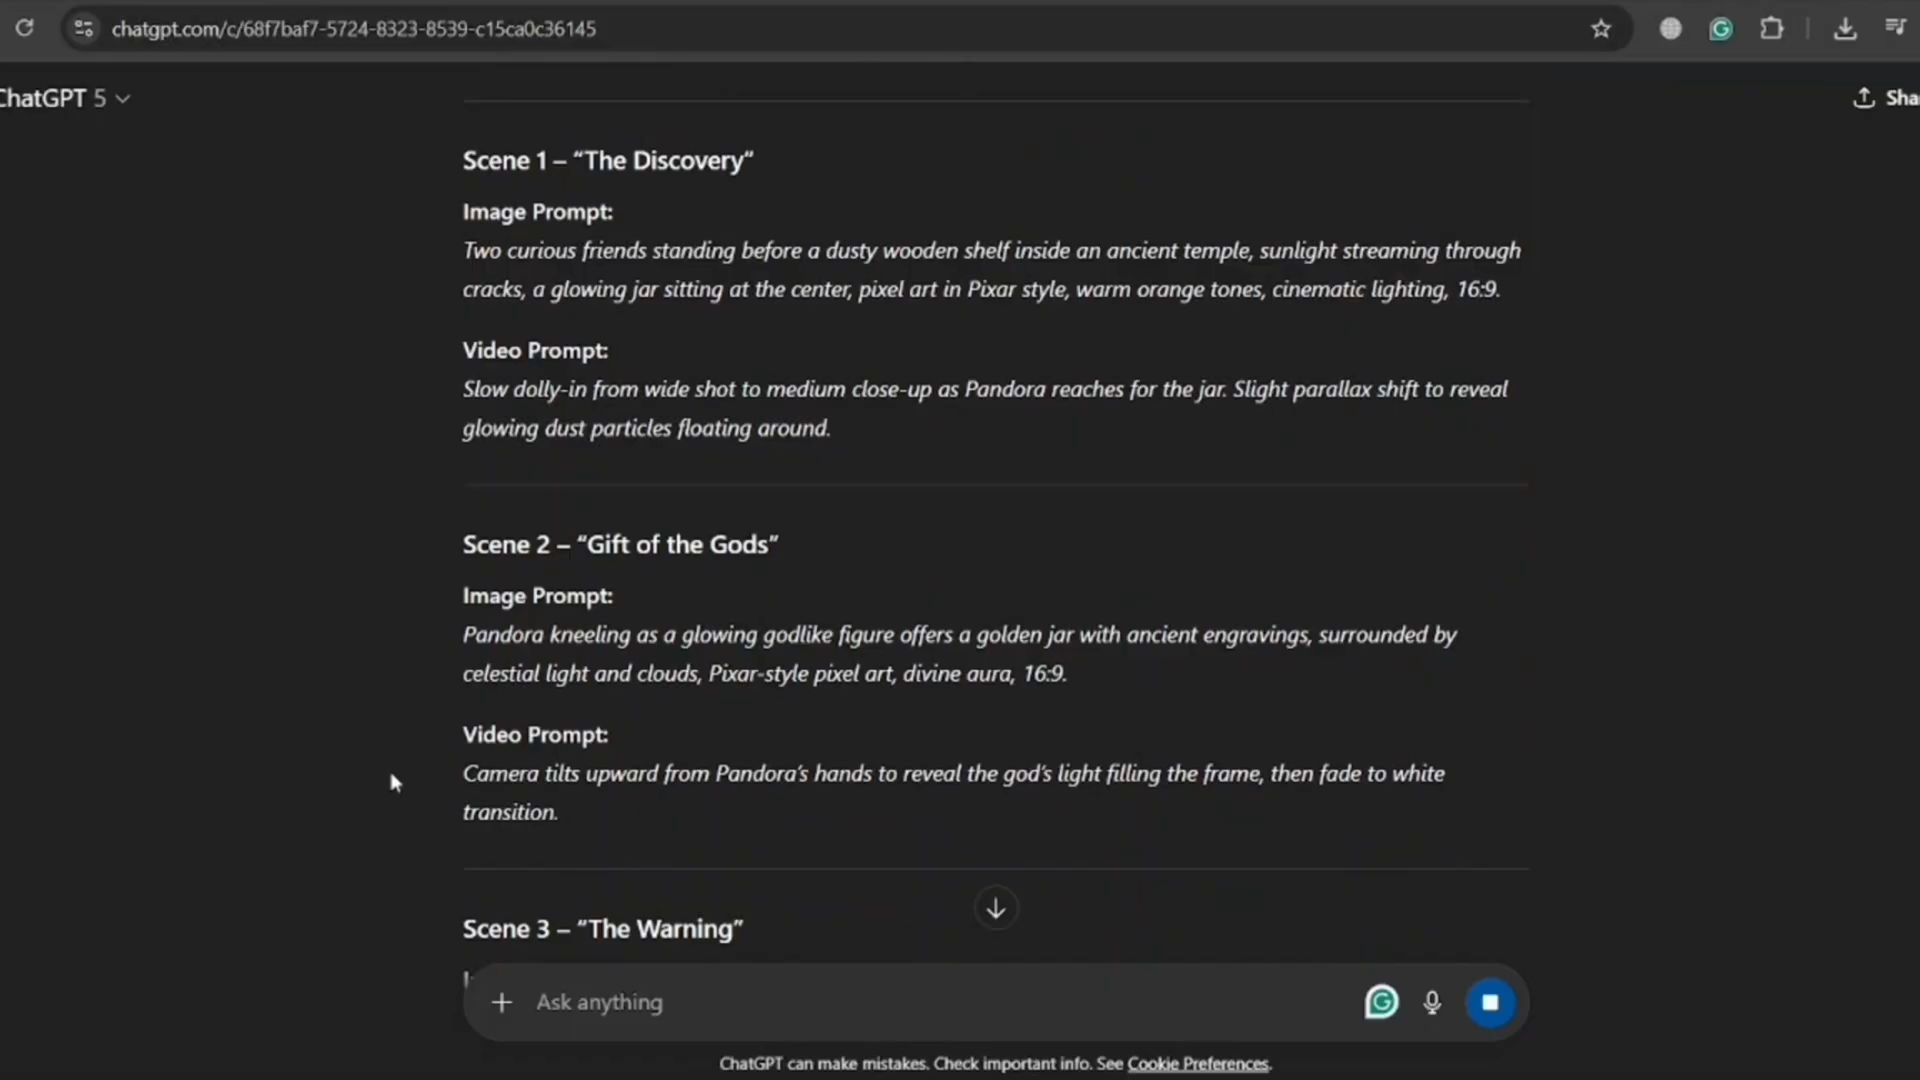 chatgpt.com/c/68f7baf7-5724-8323-8539-c15ca0c36145
ChatGPT 5
Sha
Scene 1 – “The Discovery”
Image Prompt:
Two curious friends standing before a dusty wooden shelf inside an ancient temple, sunlight streaming through
cracks, a glowing jar sitting at the center, pixel art in Pixar style, warm orange tones, cinematic lighting, 16:9.
Video Prompt:
Slow dolly-in from wide shot to medium close-up as Pandora reaches for the jar. Slight parallax shift to reveal
glowing dust particles floating around.
Scene 2 – “Gift of the Gods”
Image Prompt:
Pandora kneeling as a glowing godlike figure offers a golden jar with ancient engravings, surrounded by
celestial light and clouds, Pixar-style pixel art, divine aura, 16:9.
Video Prompt:
Camera tilts upward from Pandora’s hands to reveal the god’s light filling the frame, then fade to white
transition.
Scene 3 – “The Warning”
Ask anything
ChatGPT can make mistakes. Check important info. See Cookie Preferences.